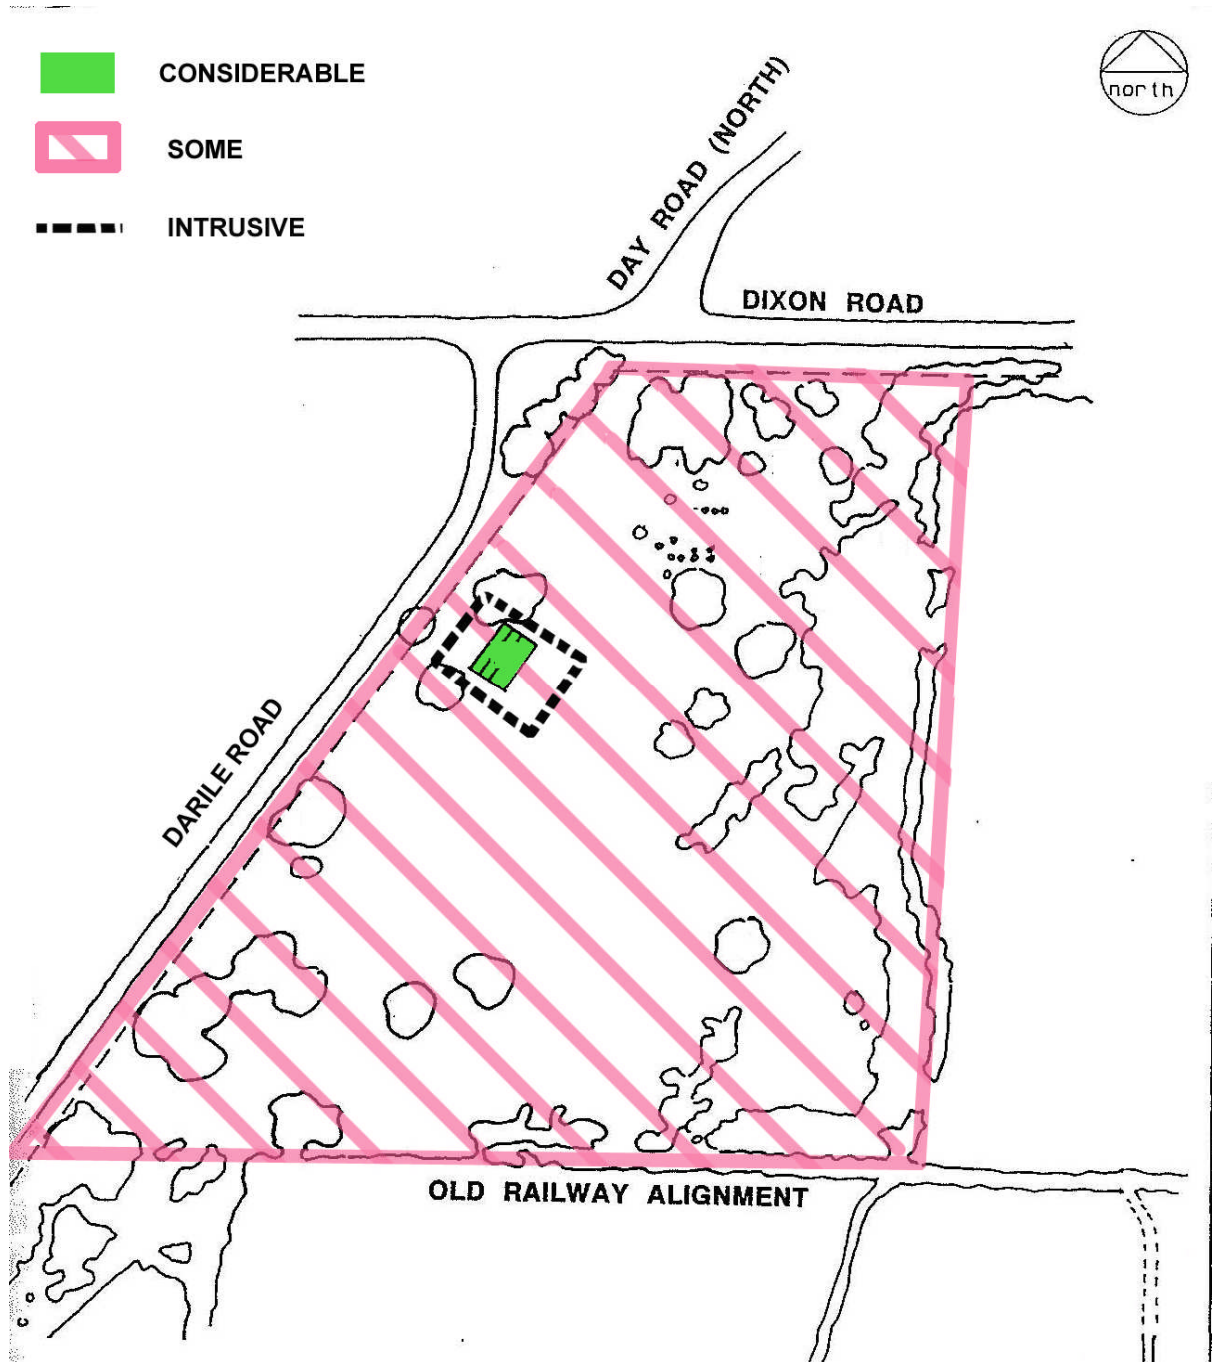 CONSIDERABLE
SOME
INTRUSIVE
north
DAY ROAD (NORTH)
DIXON ROAD
DARILE ROAD
OLD RAILWAY ALIGNMENT